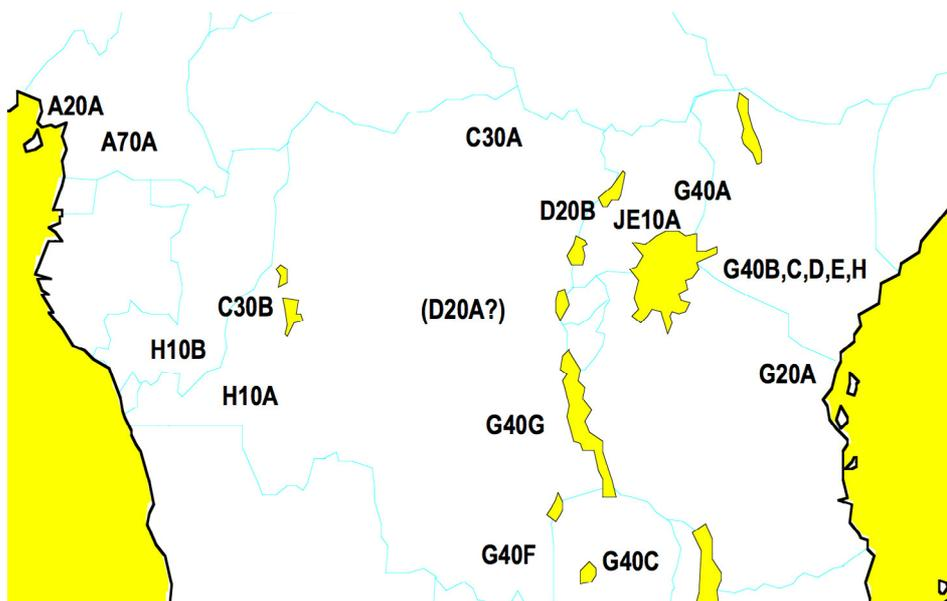 A20A
A70A
C30A
G40A
D20B
JE10A
G40B,C,D,E,H
C30B
(D20A?)
H10B
G20A
H10A
G40G
G40F
G40C